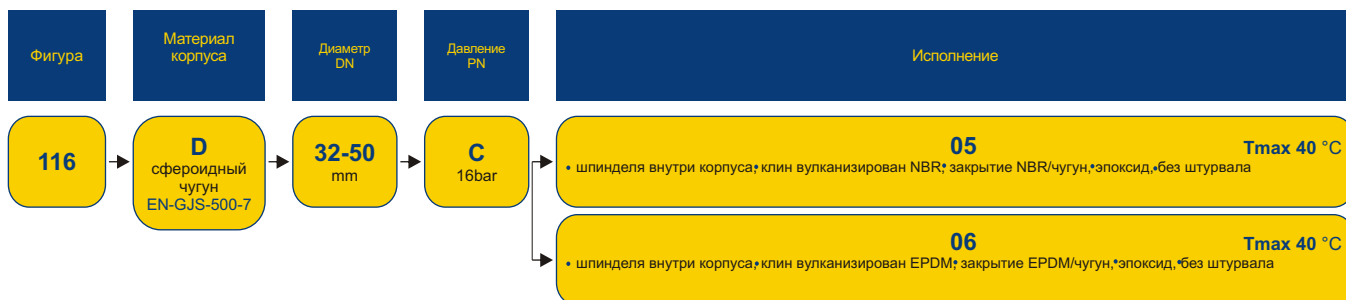 Фигура
Материал
корпуса
Диаметр
DN
Давление
PN
Исполнение
116
D
сфероидный
чугун
EN-GJS-500-7
32-50
mm
C
16bar
05 Tmax 40 °C
• шпинделя внутри корпуса,• клин вулканизирован NBR,• закрытие NBR/чугун,• эпоксид,• без штурвала
06 Tmax 40 °C
• шпинделя внутри корпуса,• клин вулканизирован EPDM,• закрытие EPDM/чугун,• эпоксид,• без штурвала